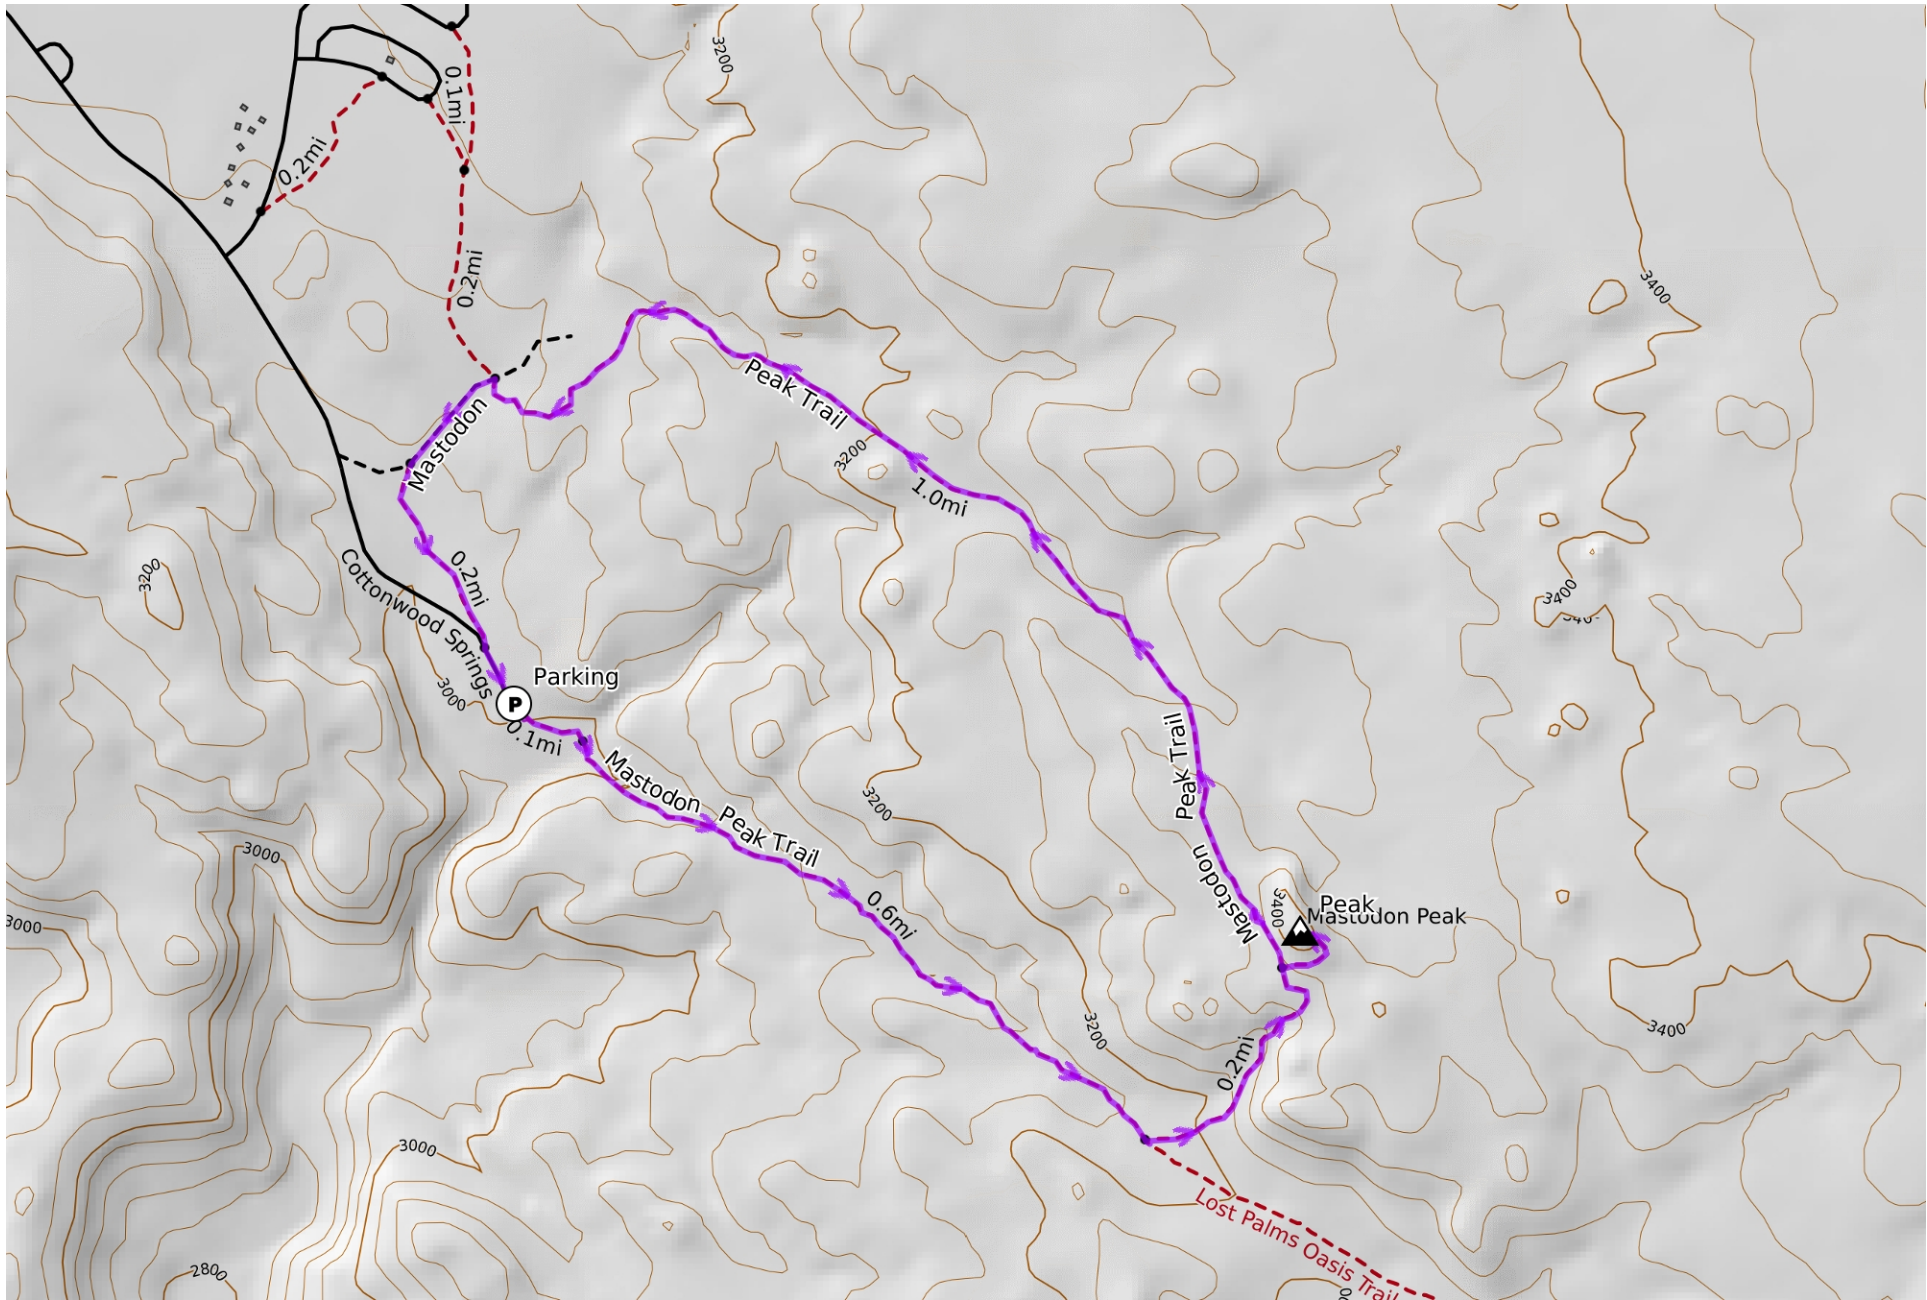 3200
0.1mi
0.2mi
0.2mi
3400
Peak Trail
Mastodon
3200
1.0mi
3200
0.2mi
Cottonwood Springs
3400
Parking
3000
0.1mi
Mastodon
Peak Trail
Peak Trail
3200
3000
Mastodon
0.6mi
3400
Peak
Mastodon Peak
3000
3200
3400
0.2mi
3000
Lost Palms Oasis Trail
2800